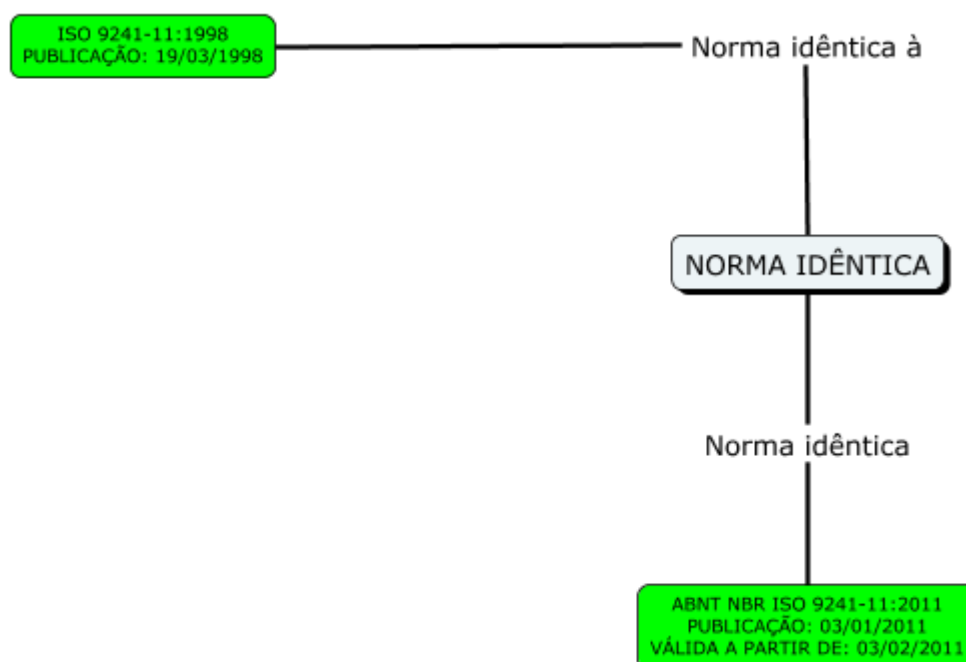 ISO 9241-11:1998
PUBLICAÇÃO: 19/03/1998
Norma idêntica à
NORMA IDÊNTICA
Norma idêntica
ABNT NBR ISO 9241-11:2011
PUBLICAÇÃO: 03/01/2011
VÁLIDA A PARTIR DE: 03/02/2011